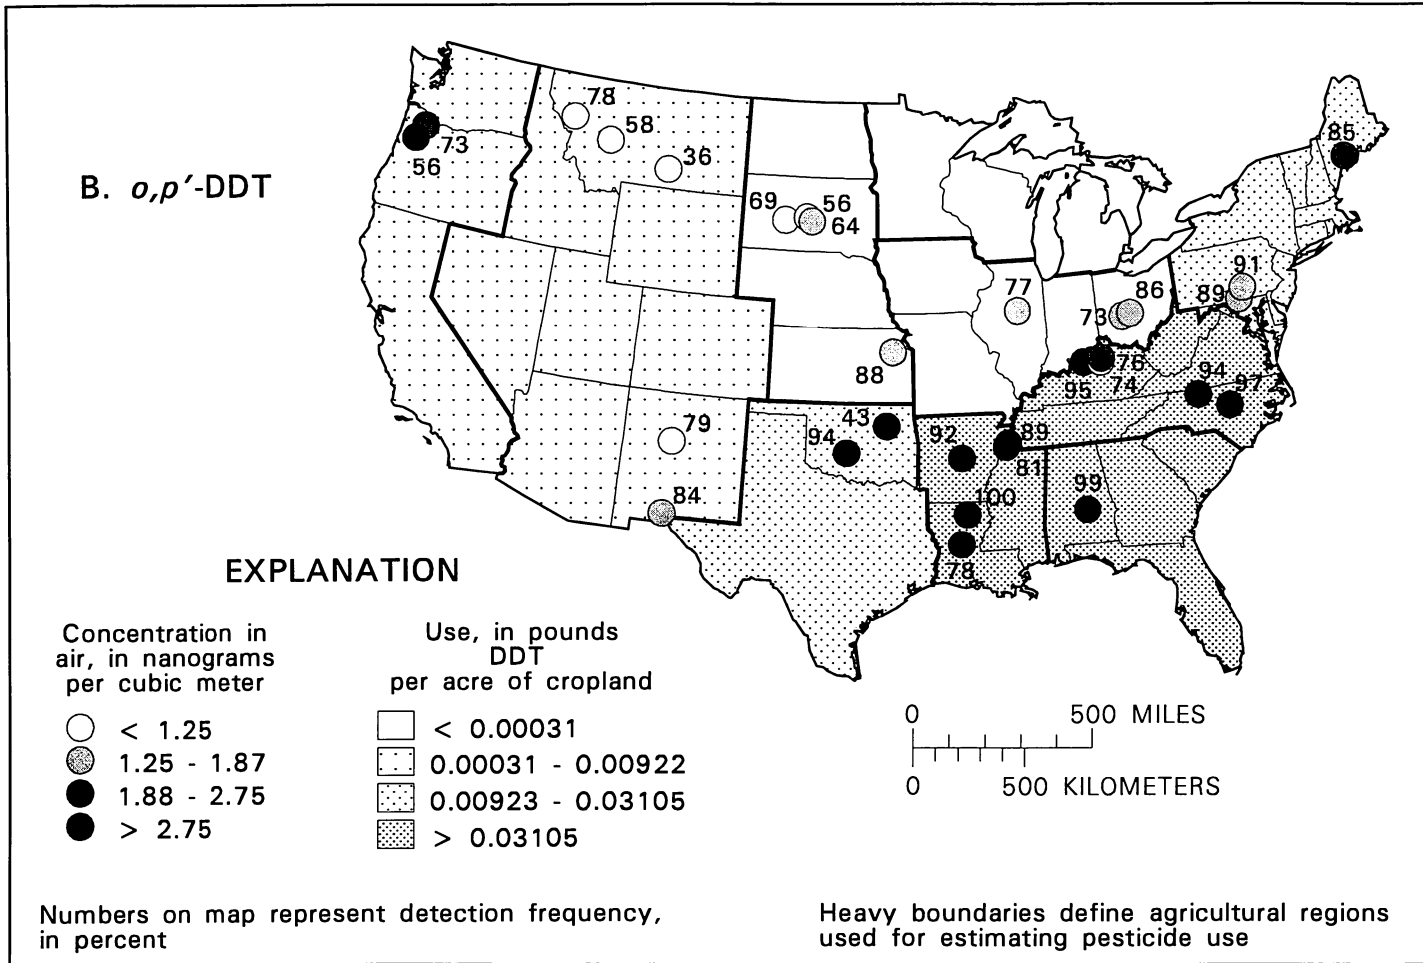 B. o,p′-DDT
78
58
36
73
56
69
56
64
85
91
89
77
86
73
88
76
74
95
94
97
79
84
43
94
92
89
81
100
78
99
EXPLANATION
Concentration in
air, in nanograms
per cubic meter
< 1.25
1.25 - 1.87
1.88 - 2.75
> 2.75
Use, in pounds
DDT
per acre of cropland
< 0.00031
0.00031 - 0.00922
0.00923 - 0.03105
> 0.03105
0 500 MILES
0 500 KILOMETERS
Numbers on map represent detection frequency,
in percent
Heavy boundaries define agricultural regions
used for estimating pesticide use